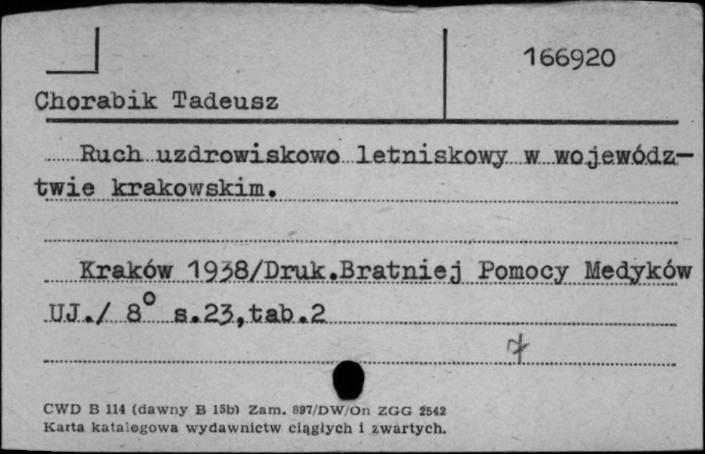 166920
Chorabik Tadeusz
Ruch uzdrowiskowo letniskowy w wojewódz-
twie krakowskim.
Kraków 1938/Druk.Bratniej Pomocy Medyków
UJ./ 8° s.23,tab.2
7
CWD B 114 (dawny B 15b) Zam. 897/DW/On ZGG 2542
Karta katalogowa wydawnictw ciągłych i zwartych.